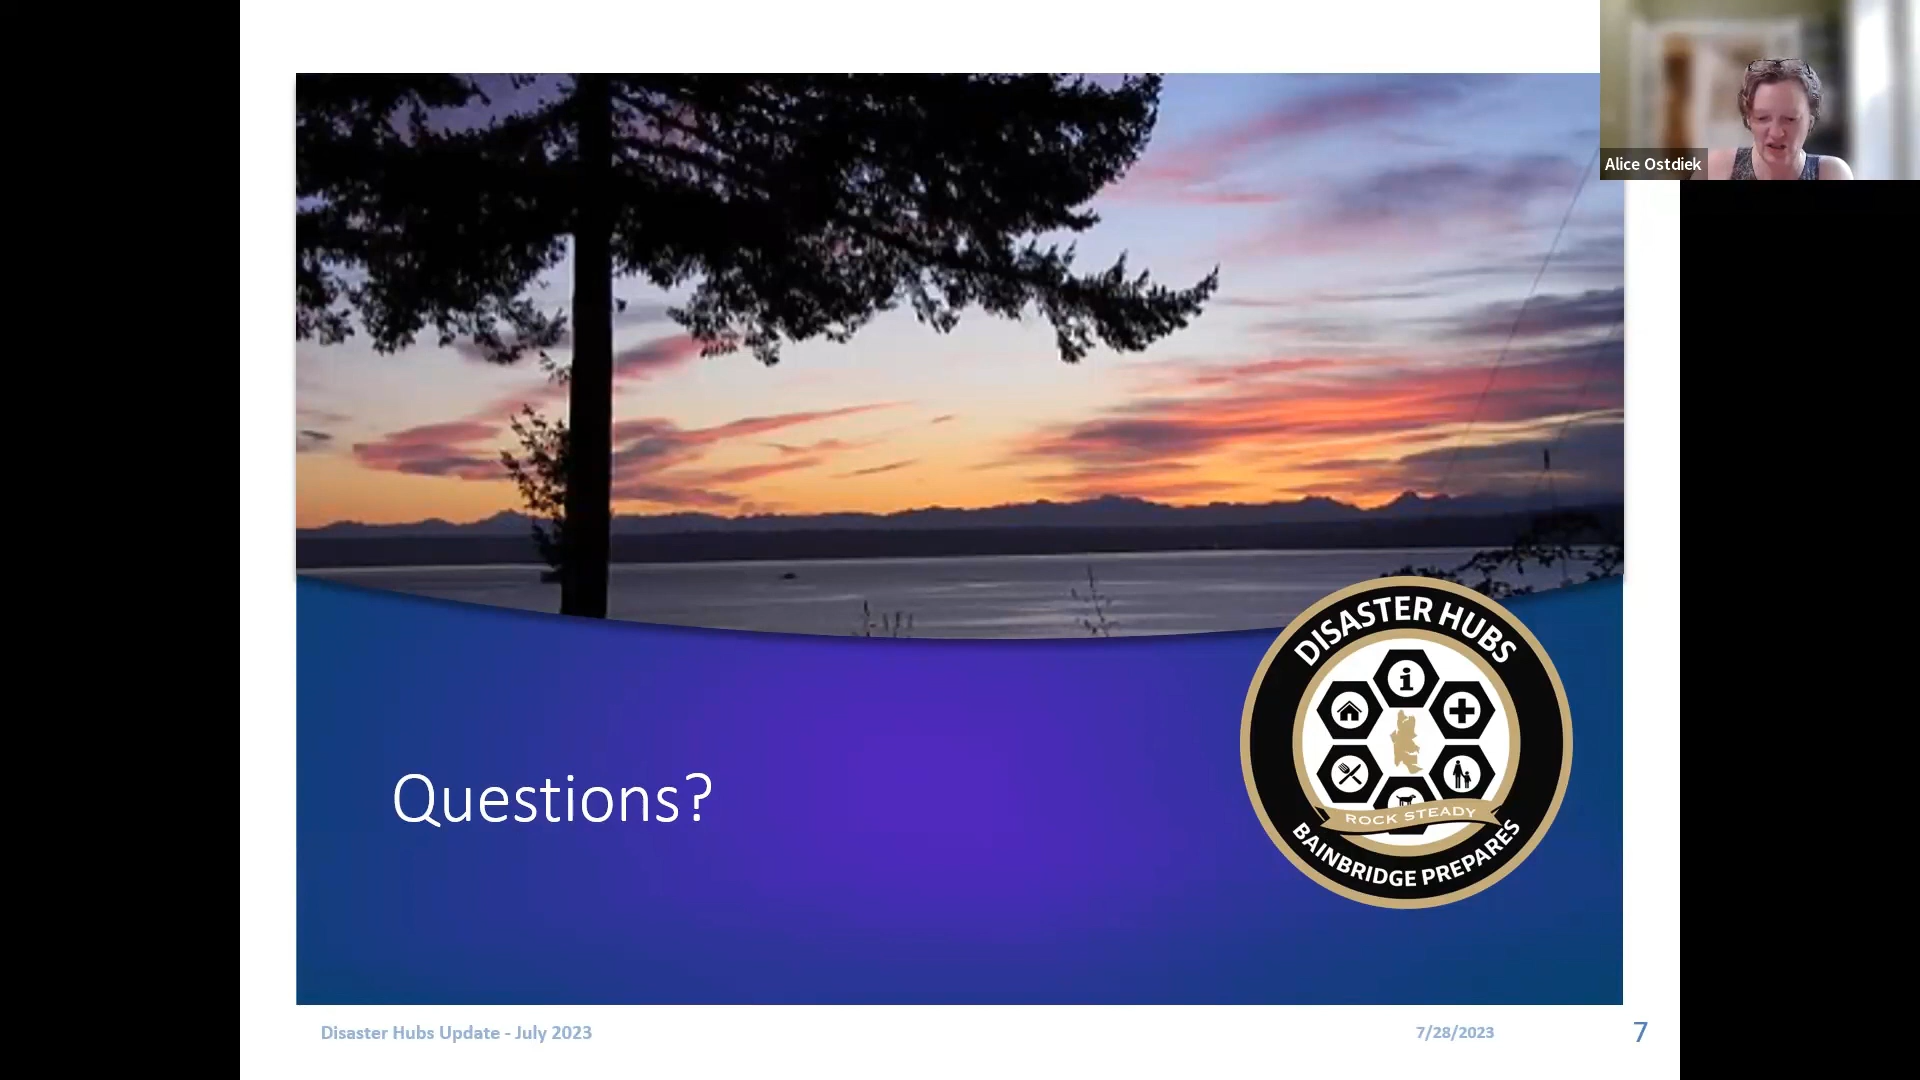 Alice Ostdiek
DISASTER HUBS
ROCK STEADY
BAINBRIDGE PREPARES
Questions?
Disaster Hubs Update - July 2023
7/28/2023
7